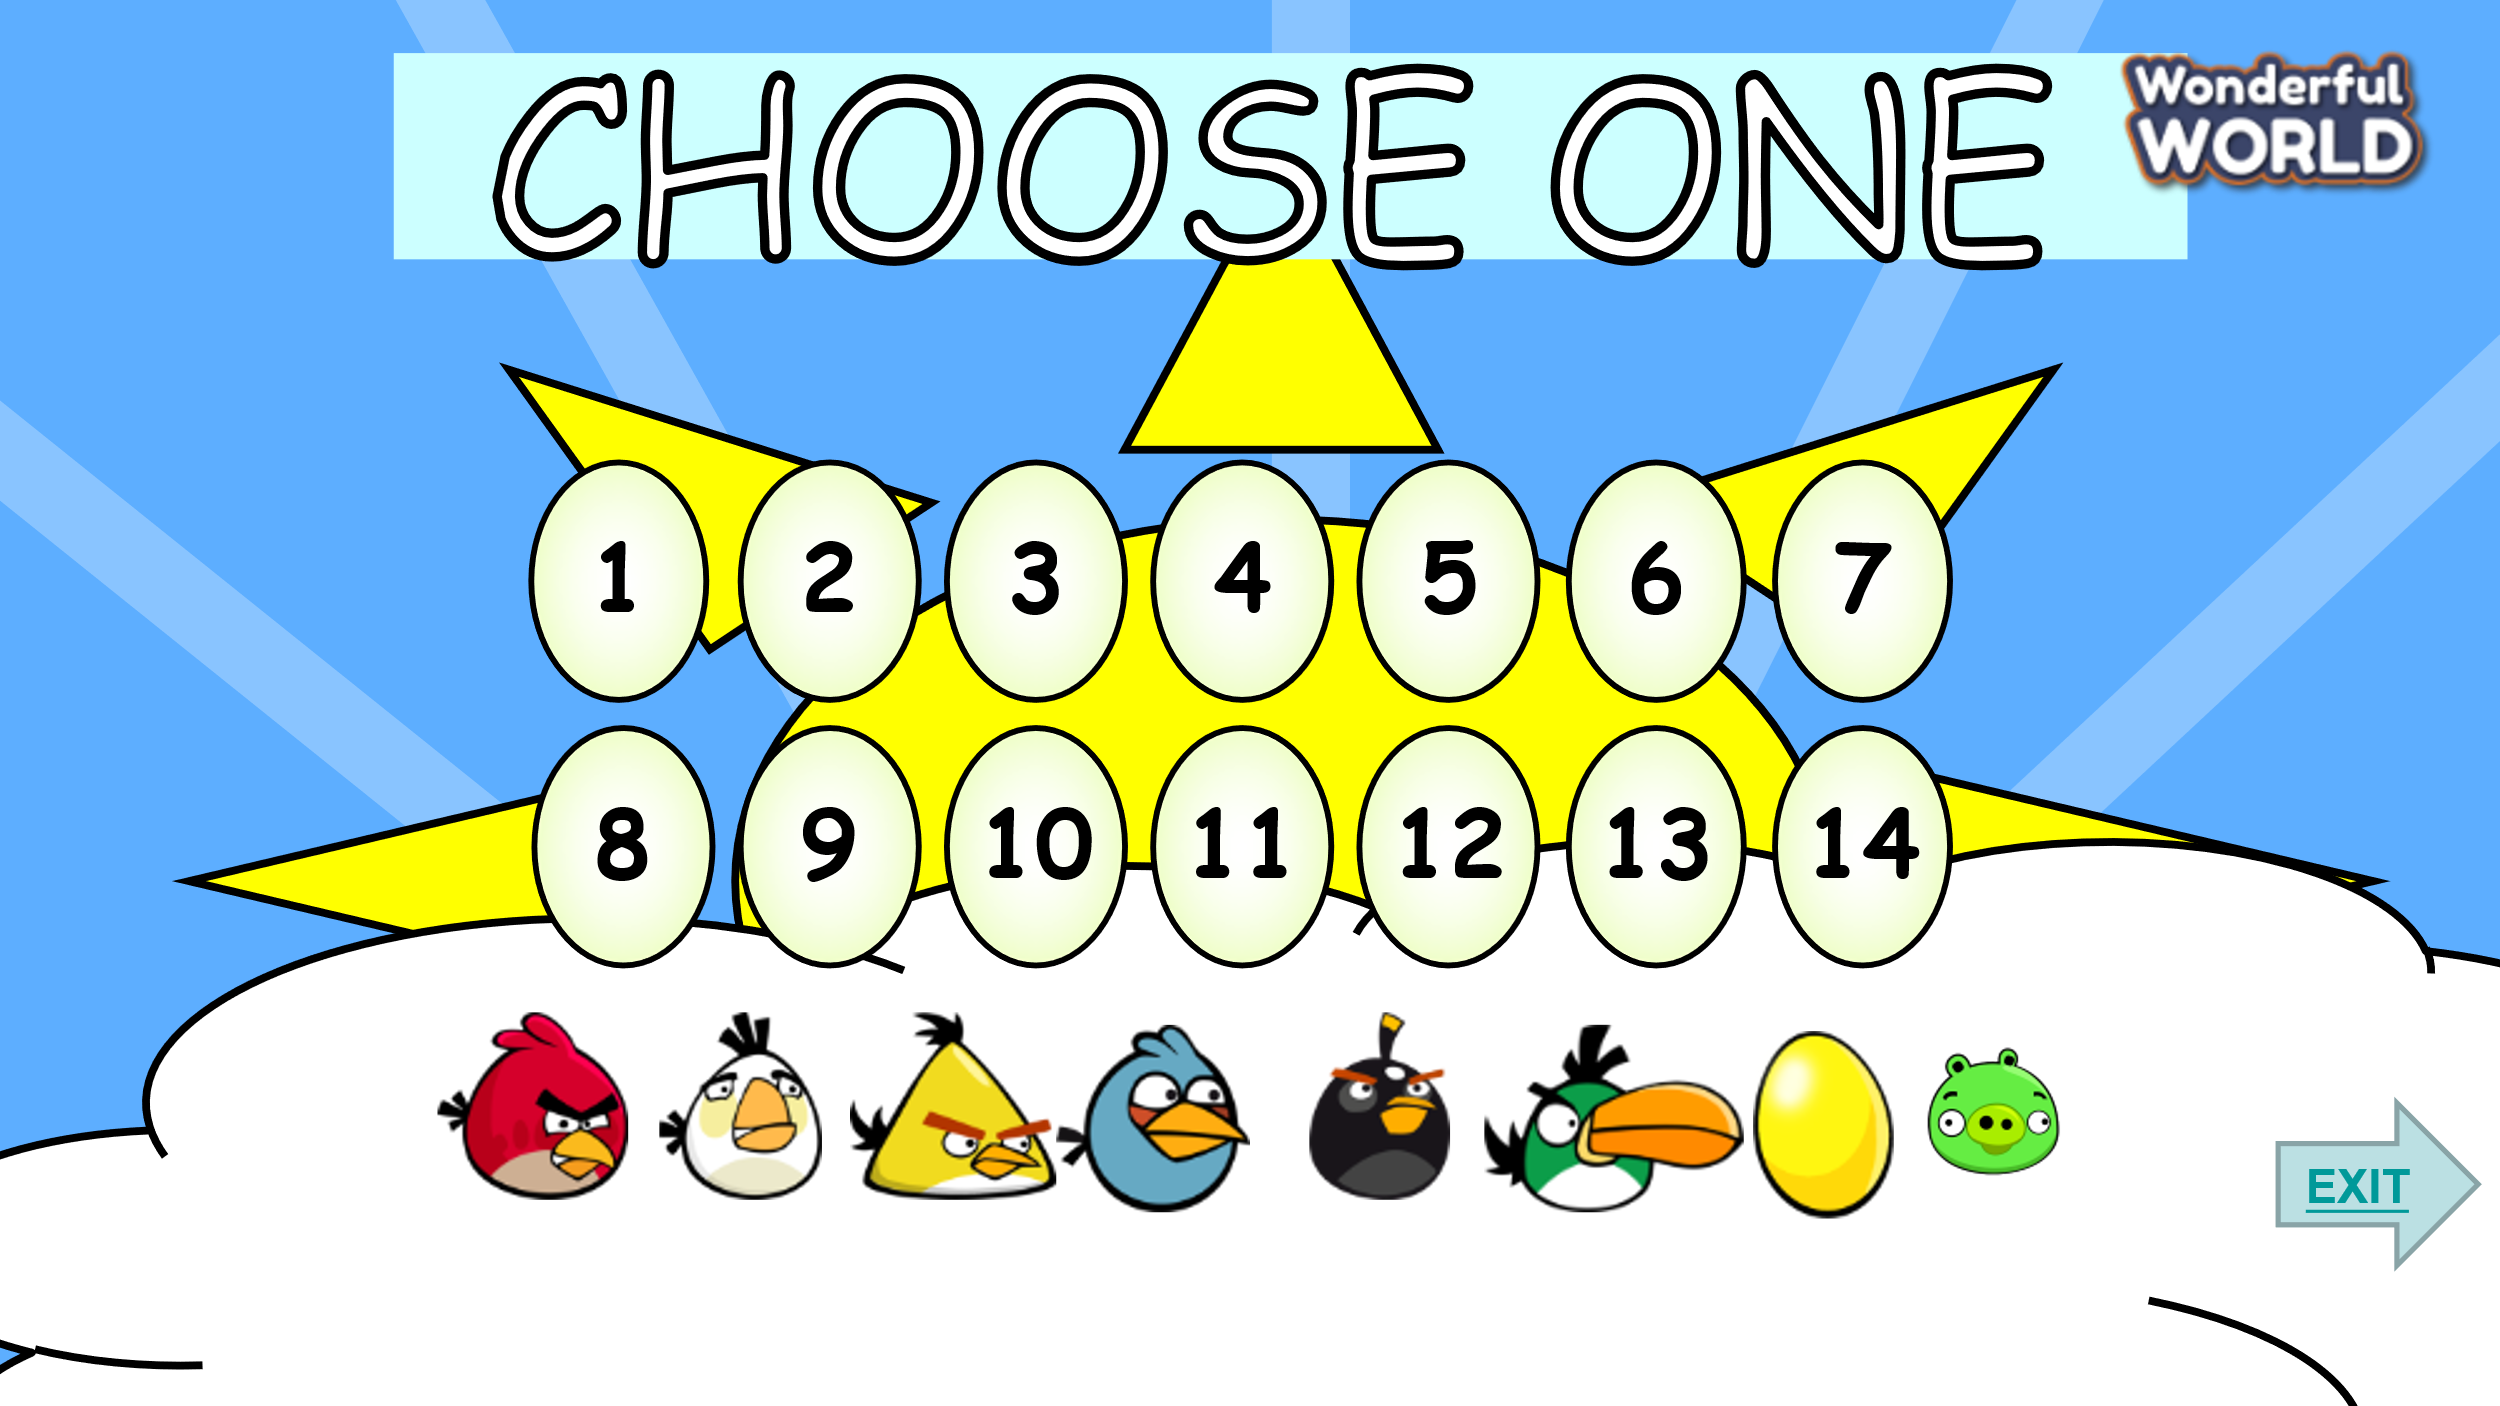 CHOOSE ONE
Wonderful
WORLD
1 2 3 4 5 6 7
8 9 10 11 12 13 14
EXIT